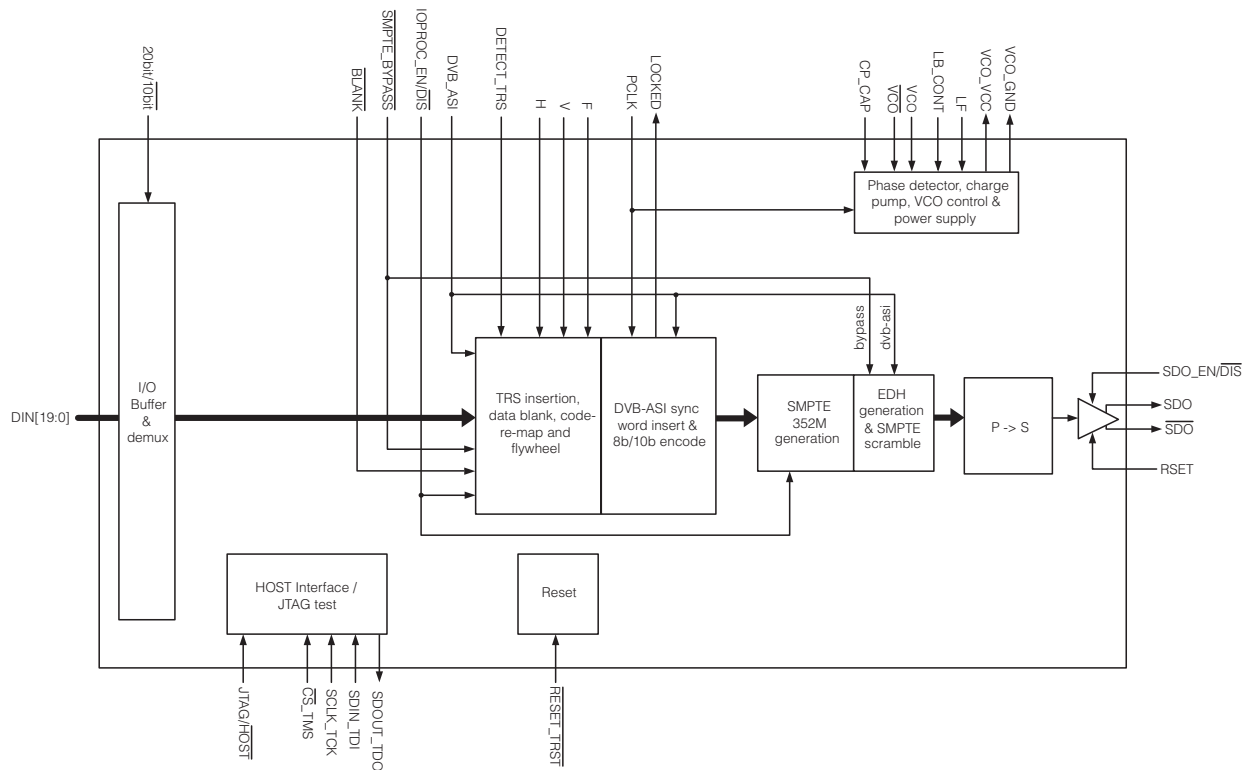 20bit/10bit
BLANK
SMPTE_BYPASS
IOPROC_EN/DIS
DVB_ASI
DETECT_TRS
H
V
F
PCLK
LOCKED
CP_CAP
VCO
VCO
LB_CONT
LF
VCO_VCC
VCO_GND
Phase detector, charge
pump, VCO control &
power supply
bypass
dvb-asi
DIN[19:0]
I/O
Buffer
&
demux
TRS insertion,
data blank, code-
re-map and
flywheel
DVB-ASI sync
word insert &
8b/10b encode
SMPTE
352M
generation
EDH
generation
& SMPTE
scramble
P -> S
SDO_EN/DIS
SDO
SDO
RSET
HOST Interface /
JTAG test
Reset
JTAG/HOST
CS_TMS
SCLK_TCK
SDIN_TDI
SDOUT_TDO
RESET_TRST